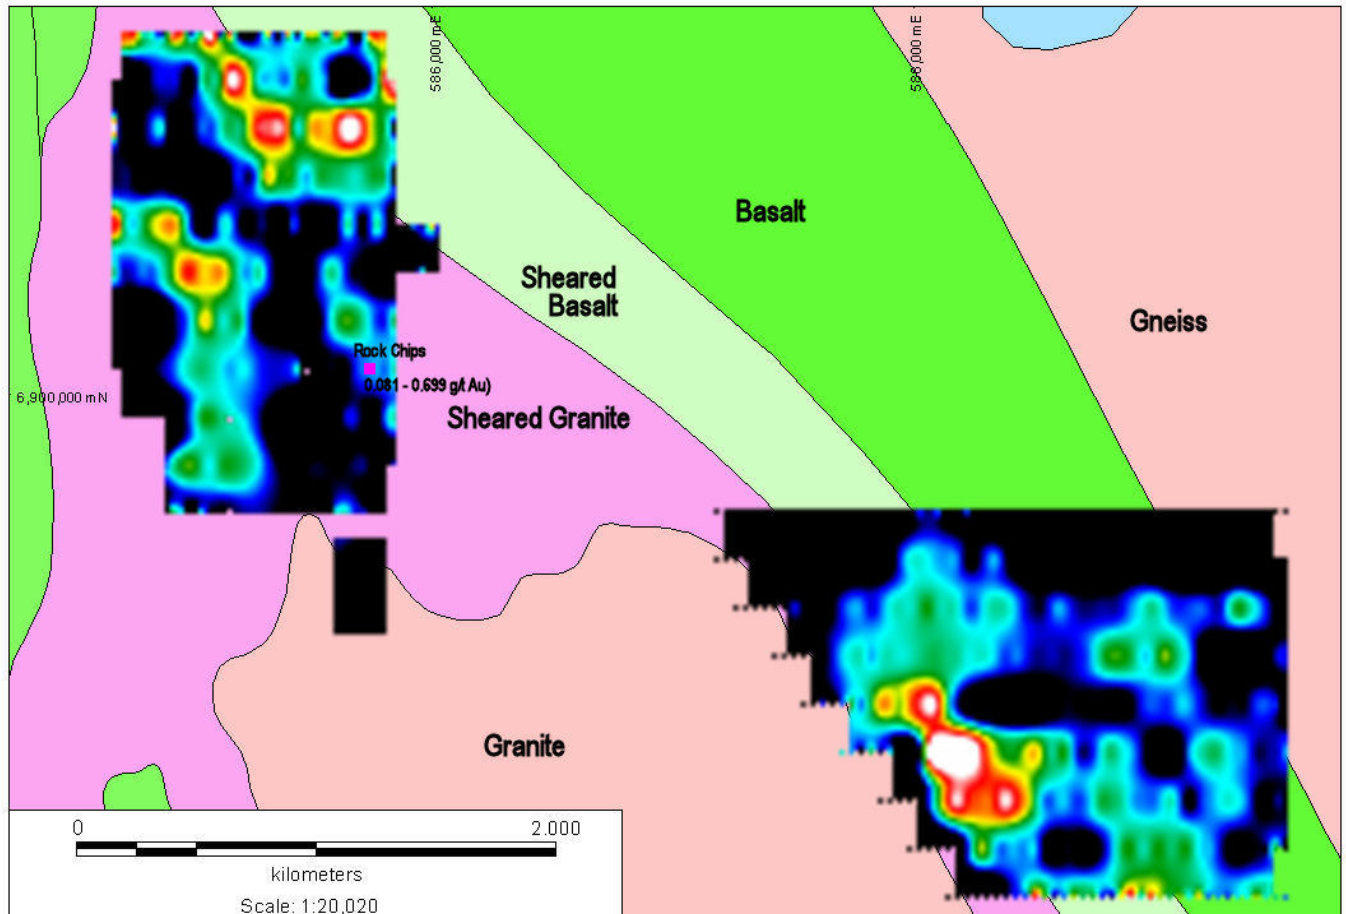 586,000 mE
588,000 mE
Basalt
Sheared
Basalt
Gneiss
Rock Chips
0.081 - 0.699 g/t Au)
6,900,000 mN
Sheared Granite
Granite
0
2.000
kilometers
Scale: 1:20,020